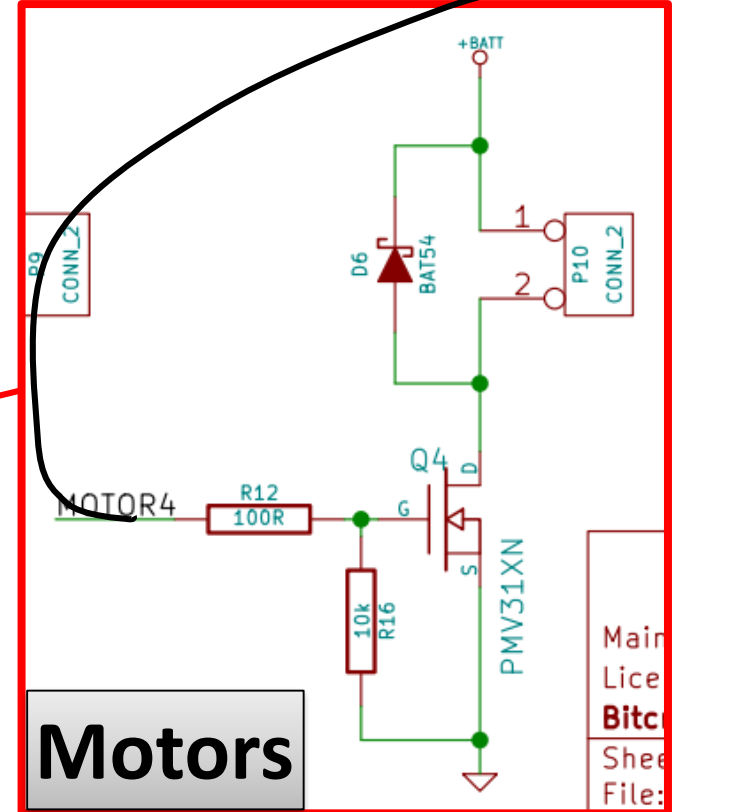 +BATT
1
P9
CONN_2
D6
BAT54
P10
CONN_2
2
Q4
D
MOTOR4
R12
100R
G
S
PMV31XN
10k
R16
Motors
Main
Lice
Bitc
Shee
File: